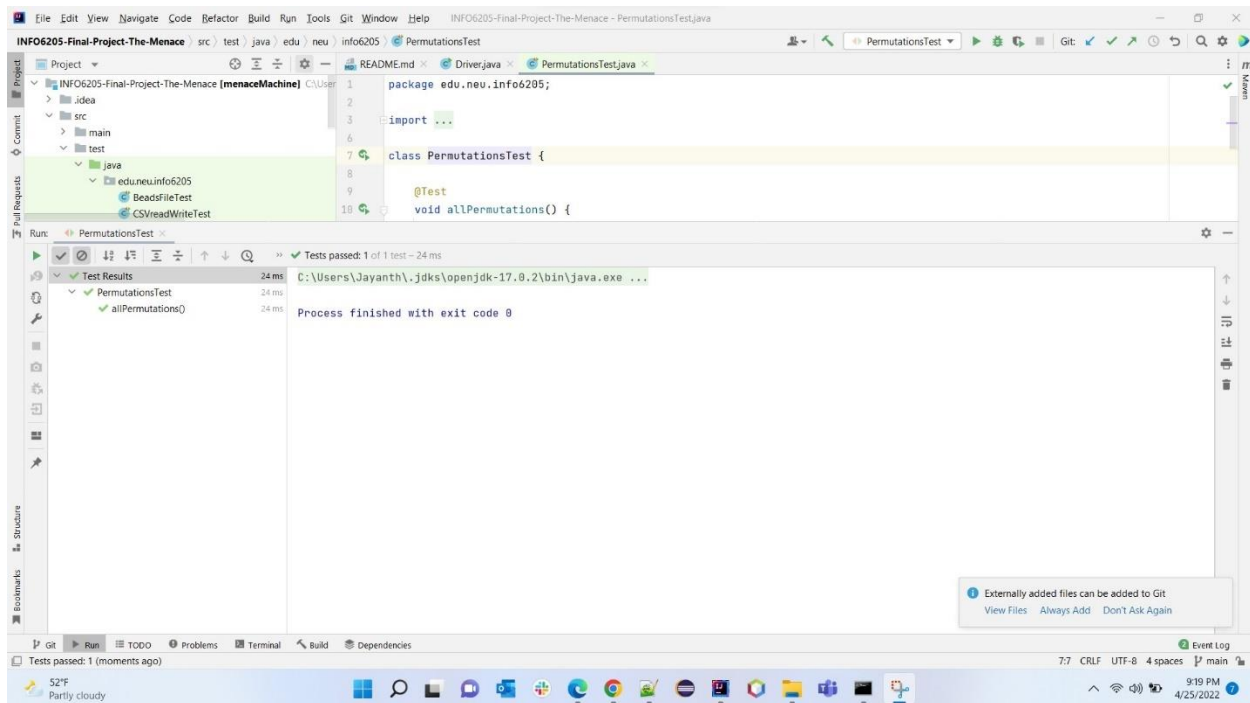 File Edit View Navigate Code Refactor Build Run Tools Git Window Help INFO6205-Final-Project-The-Menace - PermutationsTest.java
INFO6205-Final-Project-The-Menace src test java edu neu info6205 PermutationsTest PermutationsTest Git:
Project README.md Driver.java PermutationsTest.java
INFO6205-Final-Project-The-Menace [menaceMachine] C:\User
.idea
src
main
test
java
edu.neu.info6205
BeadsFileTest
CSVreadWriteTest
1 package edu.neu.info6205;
2
3 import ...
6
7 class PermutationsTest {
8
9 @Test
10 void allPermutations() {
Project
Commit
Pull Requests
Maven
Run: PermutationsTest
Tests passed: 1 of 1 test – 24 ms
Test Results 24 ms
PermutationsTest 24 ms
allPermutations() 24 ms
C:\Users\Jayanth\.jdks\openjdk-17.0.2\bin\java.exe ...
Process finished with exit code 0
Structure
Bookmarks
Externally added files can be added to Git
View Files Always Add Don't Ask Again
Git Run TODO Problems Terminal Build Dependencies 2 Event Log
Tests passed: 1 (moments ago) 7:7 CRLF UTF-8 4 spaces main
52°F
Partly cloudy
9:19 PM
4/25/2022
7